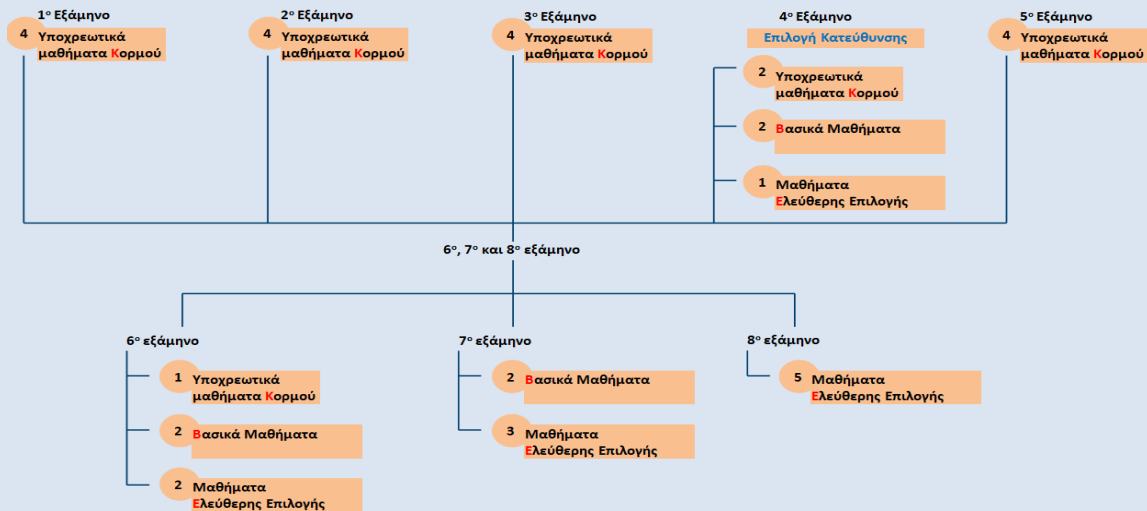 1ο Εξάμηνο
4 Υποχρεωτικά
μαθήματα Κορμού
2ο Εξάμηνο
4 Υποχρεωτικά
μαθήματα Κορμού
3ο Εξάμηνο
4 Υποχρεωτικά
μαθήματα Κορμού
4ο Εξάμηνο
Επιλογή Κατεύθυνσης
2 Υποχρεωτικά
μαθήματα Κορμού
2 Βασικά Μαθήματα
1 Μαθήματα
Ελεύθερης Επιλογής
5ο Εξάμηνο
4 Υποχρεωτικά
μαθήματα Κορμού
6ο, 7ο και 8ο εξάμηνο
6ο εξάμηνο
1 Υποχρεωτικά
μαθήματα Κορμού
2 Βασικά Μαθήματα
2 Μαθήματα
Ελεύθερης Επιλογής
7ο εξάμηνο
2 Βασικά Μαθήματα
3 Μαθήματα
Ελεύθερης Επιλογής
8ο εξάμηνο
5 Μαθήματα
Ελεύθερης Επιλογής